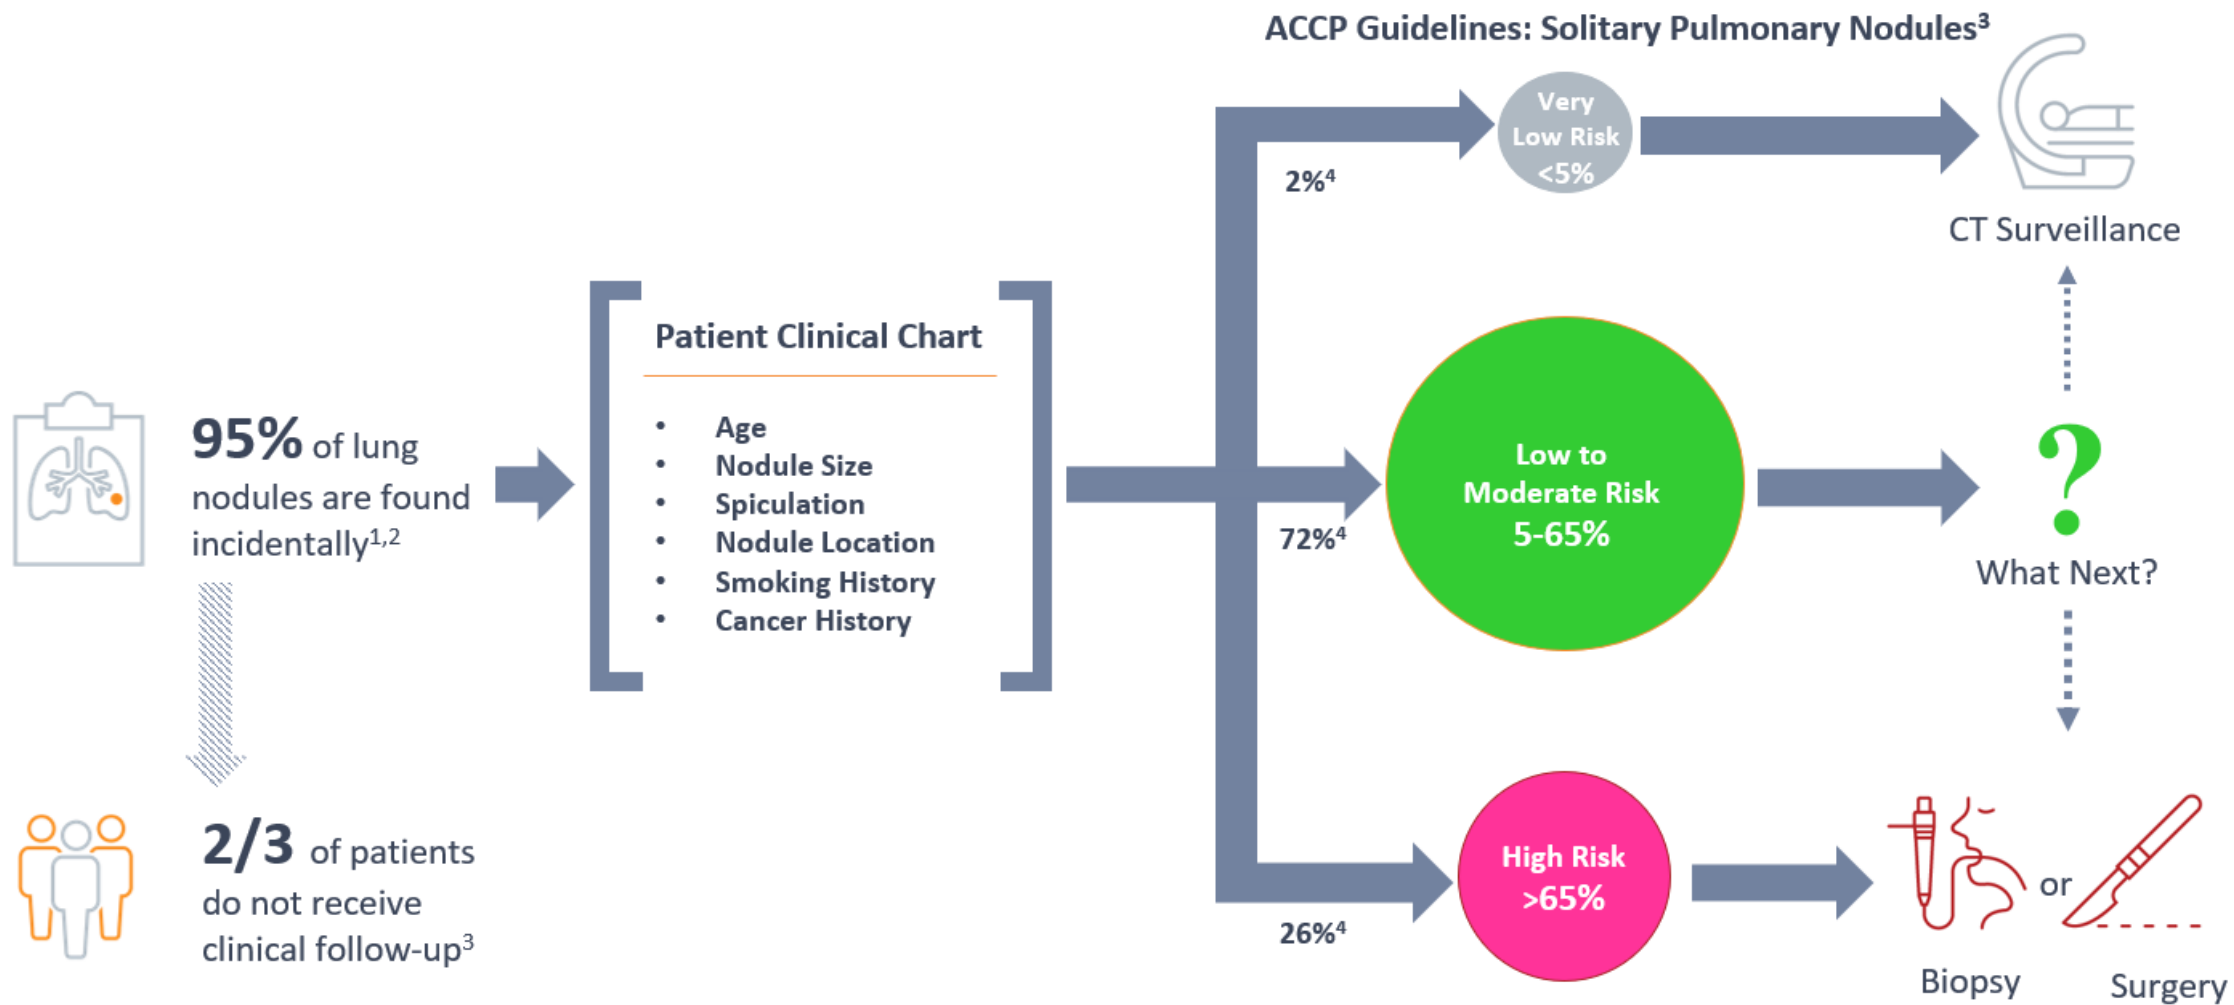 ACCP Guidelines: Solitary Pulmonary Nodules³
95% of lung
nodules are found
incidentally¹,²
2/3 of patients
do not receive
clinical follow-up³
Patient Clinical Chart
• Age
• Nodule Size
• Spiculation
• Nodule Location
• Smoking History
• Cancer History
2%⁴
Very
Low Risk
<5%
CT Surveillance
72%⁴
Low to
Moderate Risk
5-65%
?
What Next?
26%⁴
High Risk
>65%
or
Biopsy
Surgery